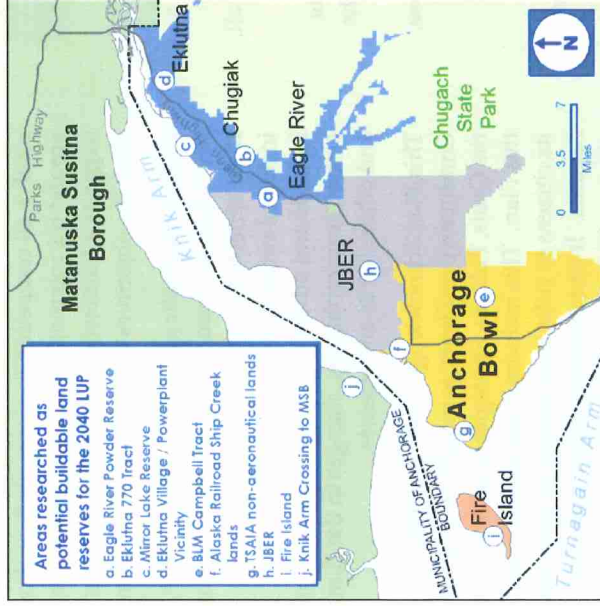 Parks Highway
Matanuska Susitna
Borough
Knik Arm
Areas researched as
potential buildable land
reserves for the 2040 LUP
a. Eagle River Powder Reserve
b. Eklutna 770 Tract
c. Mirror Lake Reserve
d. Eklutna Village / Powerplant
Vicinity
e. BLM Campbell Tract
f. Alaska Railroad Ship Creek
lands
g. TSAIA non-aeronautical lands
h. JBER
i. Fire Island
j. Knik Arm Crossing to MSB
d
Eklutna
c
Chugiak
b
Glenn Highway
a
Eagle River
Chugach
State
Park
JBER
h
j
f
Anchorage
Bowl
e
g
MUNICIPALITY OF ANCHORAGE
BOUNDARY
Fire
Island
i
Turnagain Arm
0 3.5 7
Miles
N